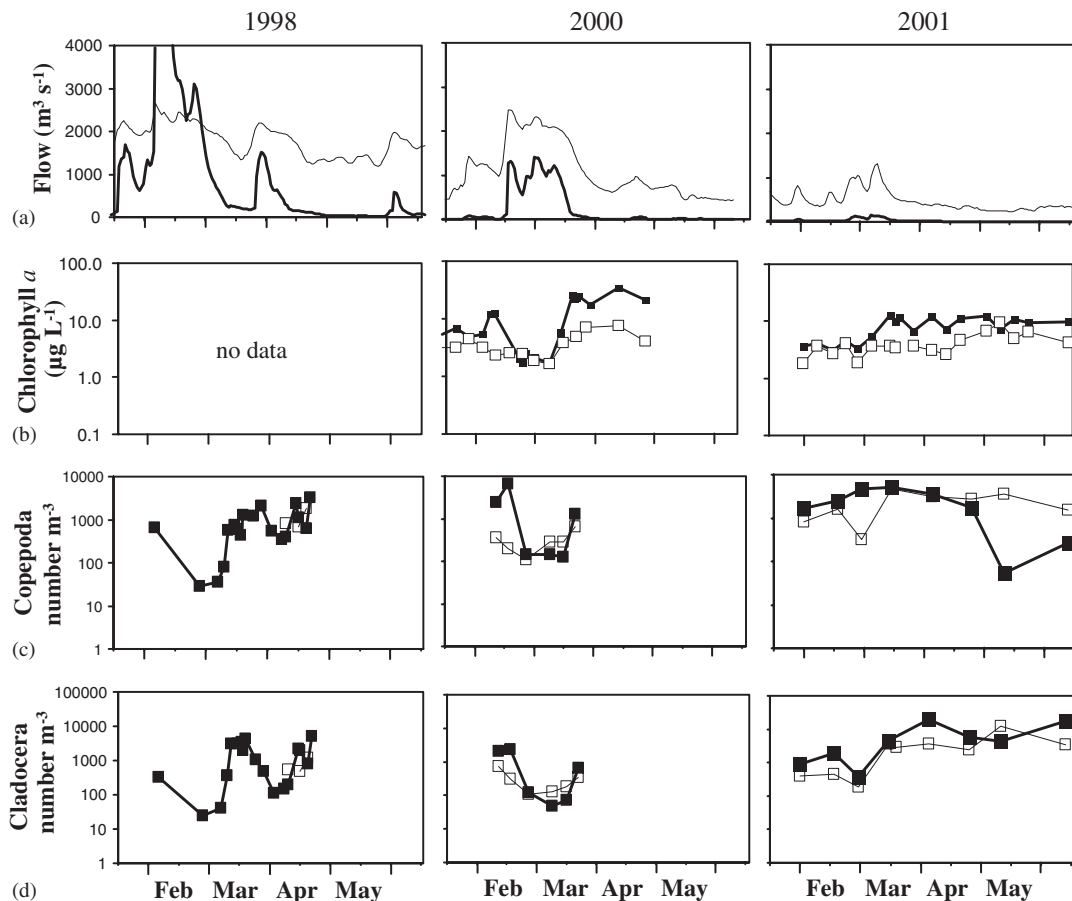 1998 2000 2001
(a)
Flow (m³ s⁻¹)
4000
3000
2000
1000
0
(b)
Chlorophyll a
(µg L⁻¹)
100.0
10.0
1.0
0.1
no data
(c)
Copepoda
number m⁻³
10000
1000
100
10
1
(d)
Cladocera
number m⁻³
100000
10000
1000
100
10
1
Feb Mar Apr May Feb Mar Apr May Feb Mar Apr May